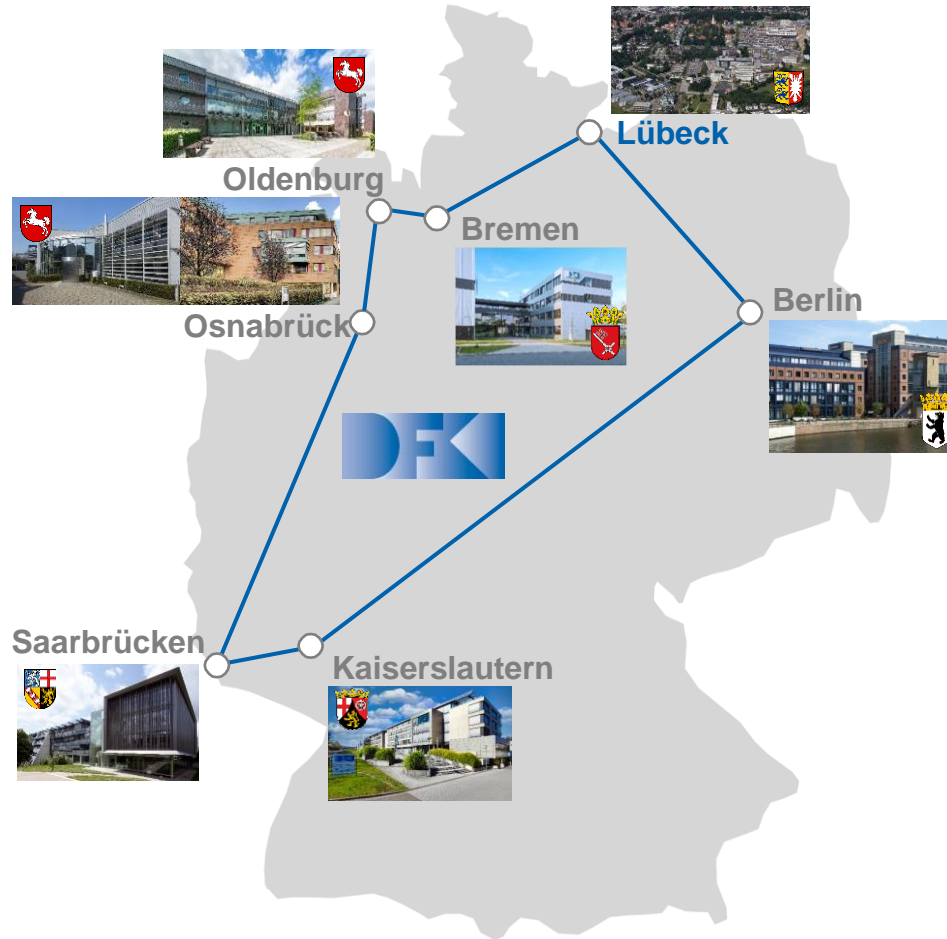 Lübeck
Oldenburg
Bremen
Osnabrück
Berlin
DFKI
Saarbrücken
Kaiserslautern